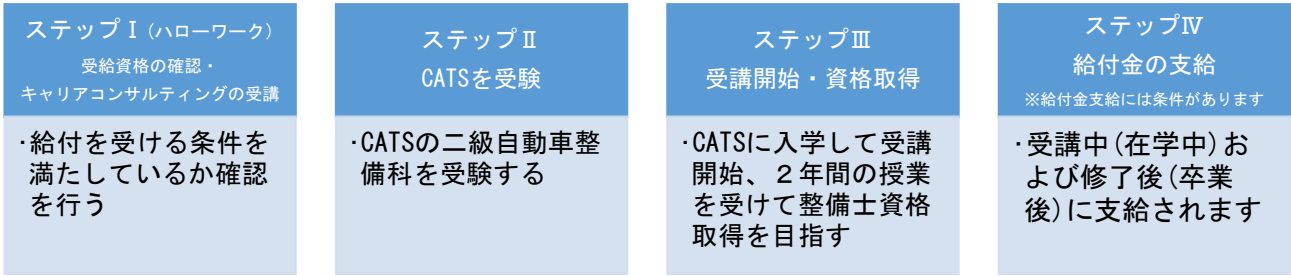 ステップⅠ（ハローワーク）
受給資格の確認・
キャリアコンサルティングの受講
・給付を受ける条件を
満たしているか確認
を行う
ステップⅡ
CATSを受験
・CATSの二級自動車整
備科を受験する
ステップⅢ
受講開始・資格取得
・CATSに入学して受講
開始、２年間の授業
を受けて整備士資格
取得を目指す
ステップⅣ
給付金の支給
※給付金支給には条件があります
・受講中(在学中)お
よび修了後(卒業
後)に支給されます